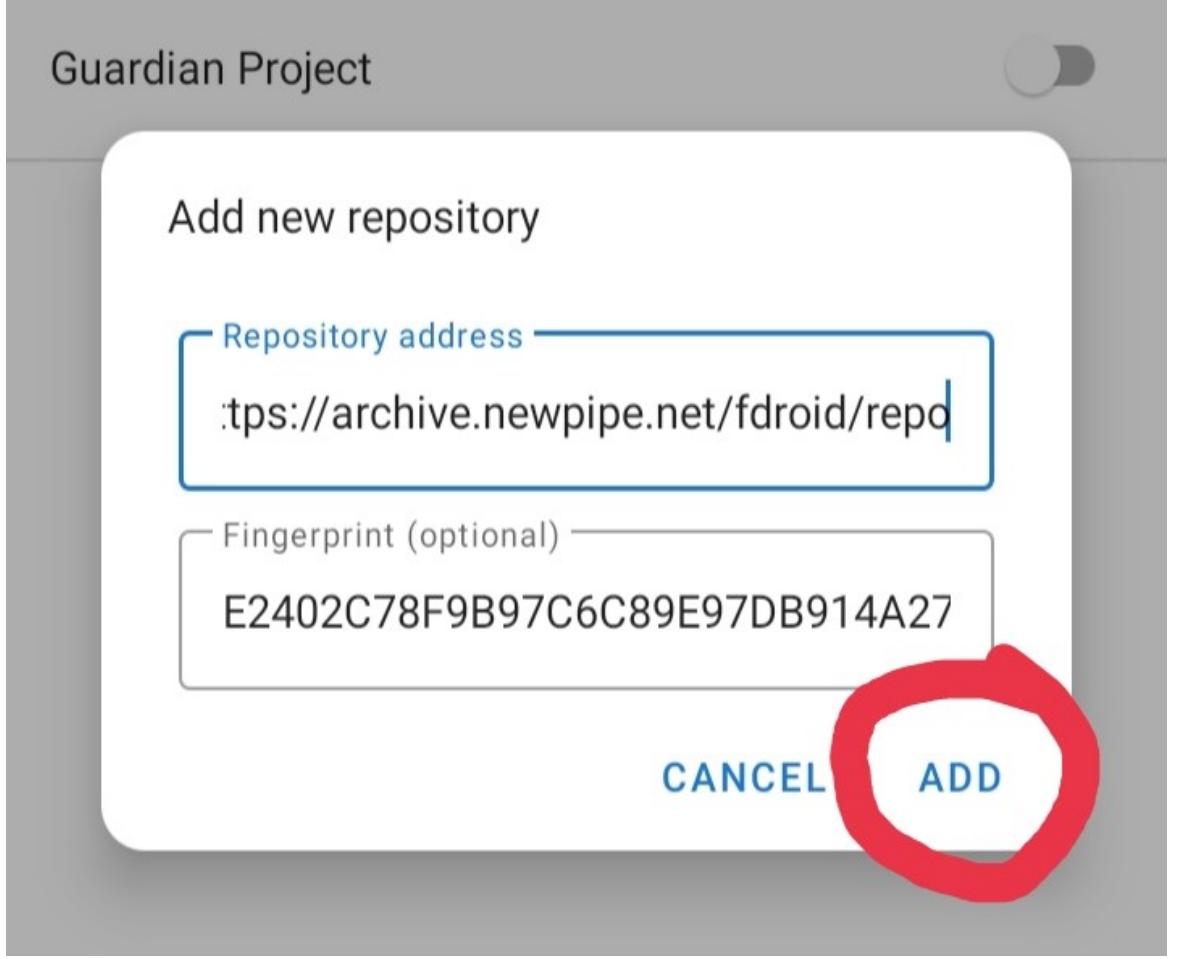 Guardian Project
Add new repository
Repository address
:tps://archive.newpipe.net/fdroid/repo
Fingerprint (optional)
E2402C78F9B97C6C89E97DB914A27
CANCEL
ADD